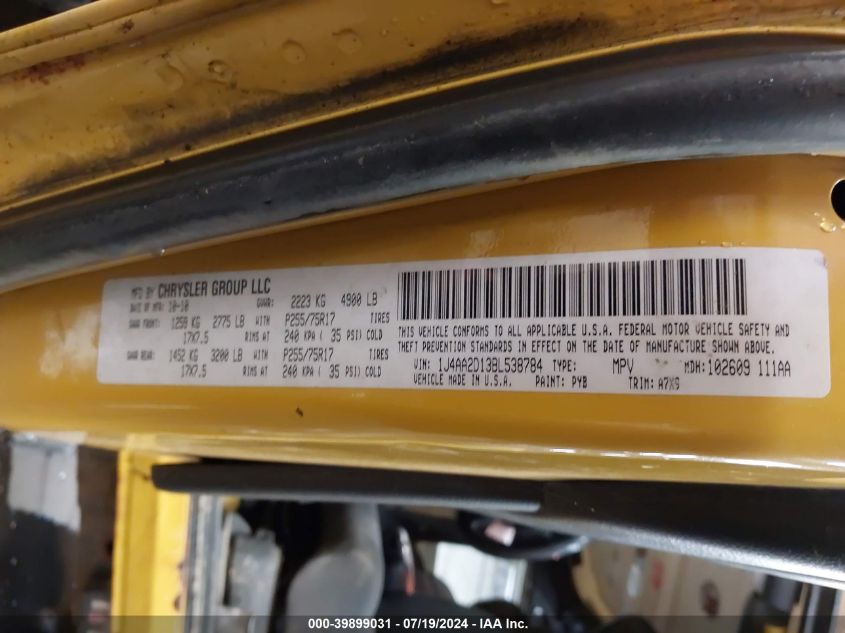 MFD BY CHRYSLER GROUP LLC
DATE OF MFR: 10-10 GVWR: 2223 KG 4900 LB
GAWR FRONT: 1259 KG 2775 LB WITH P255/75R17 TIRES
17X7.5 RIMS AT 240 KPA ( 35 PSI) COLD
GAWR REAR: 1452 KG 3200 LB WITH P255/75R17 TIRES
17X7.5 RIMS AT 240 KPA ( 35 PSI) COLD
THIS VEHICLE CONFORMS TO ALL APPLICABLE U.S.A. FEDERAL MOTOR VEHICLE SAFETY AND
THEFT PREVENTION STANDARDS IN EFFECT ON THE DATE OF MANUFACTURE SHOWN ABOVE.
VIN: 1J4AA2D13BL538784 TYPE: MPV MDH: 102609 111AA
VEHICLE MADE IN U.S.A. PAINT: PYB TRIM: A7X9
000-39899031 - 07/19/2024 - IAA Inc.